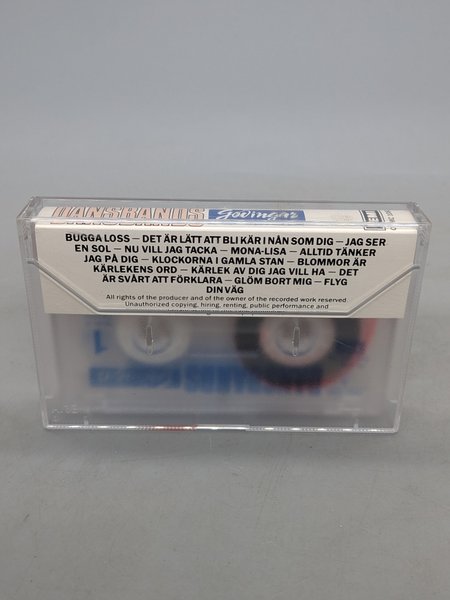 DANSBANDS Gövingar
BUGGA LOSS – DET ÄR LÄTT ATT BLI KÄR I NÅN SOM DIG – JAG SER
EN SOL – NU VILL JAG TACKA – MONA-LISA – ALLTID TÄNKER
JAG PÅ DIG – KLOCKORNA I GAMLA STAN – BLOMMOR ÄR
KÄRLEKENS ORD – KÄRLEK AV DIG JAG VILL HA – DET
ÄR SVÅRT ATT FÖRKLARA – GLÖM BORT MIG – FLYG
DIN VÄG
All rights of the producer and of the owner of the recorded work reserved.
Unauthorized copying, hiring, renting, public performance and
1